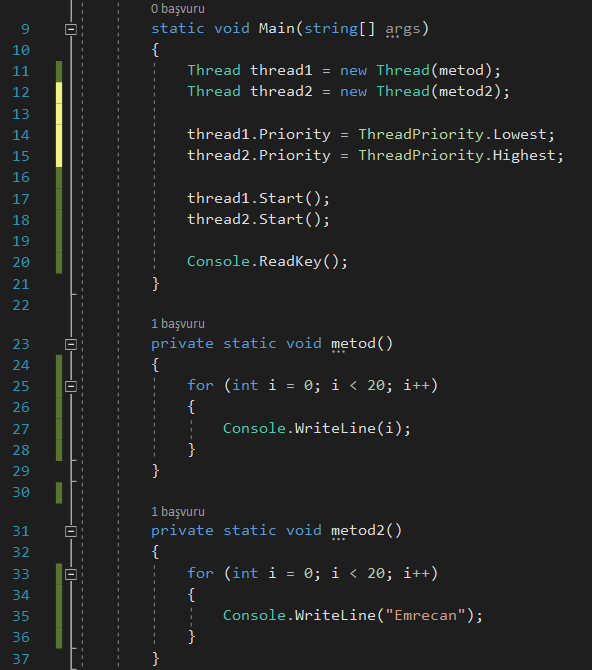 0 başvuru
9 static void Main(string[] args)
10 {
11 Thread thread1 = new Thread(metod);
12 Thread thread2 = new Thread(metod2);
13
14 thread1.Priority = ThreadPriority.Lowest;
15 thread2.Priority = ThreadPriority.Highest;
16
17 thread1.Start();
18 thread2.Start();
19
20 Console.ReadKey();
21 }
22
1 başvuru
23 private static void metod()
24 {
25 for (int i = 0; i < 20; i++)
26 {
27 Console.WriteLine(i);
28 }
29 }
30
1 başvuru
31 private static void metod2()
32 {
33 for (int i = 0; i < 20; i++)
34 {
35 Console.WriteLine("Emrecan");
36 }
37 }